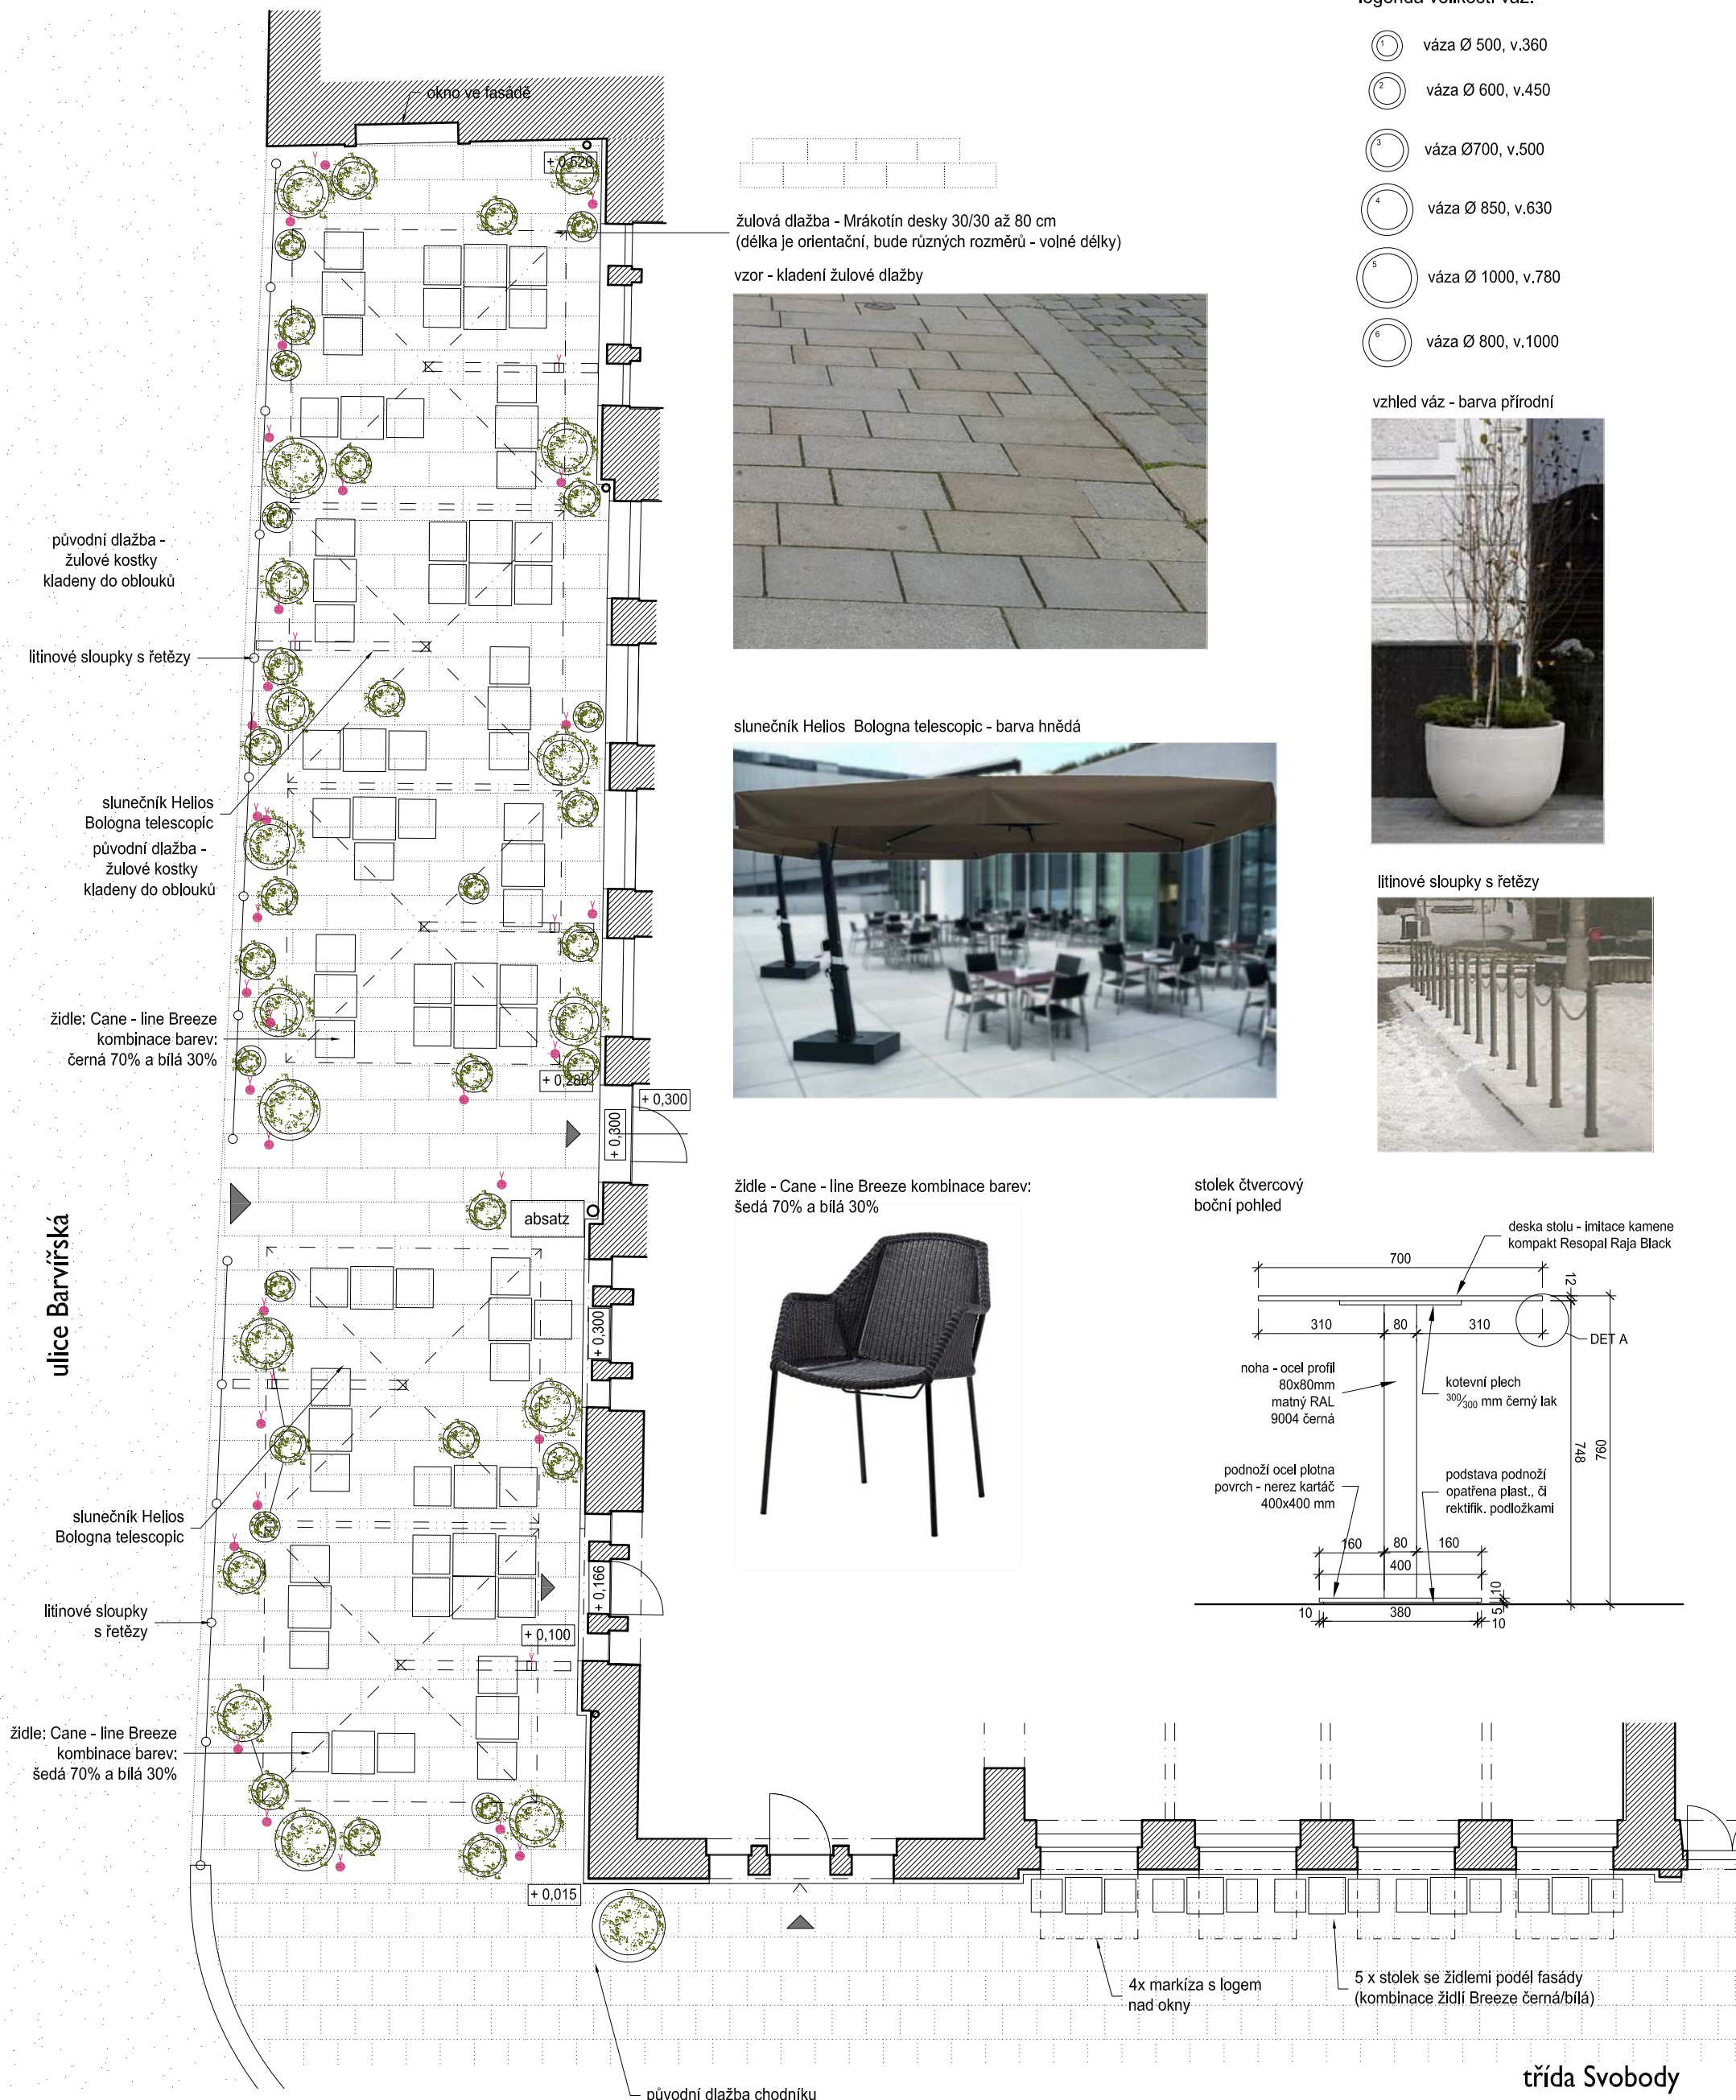 legenda velikostí váz:
1
váza Ø 500, v.360
2
váza Ø 600, v.450
3
váza Ø700, v.500
4
váza Ø 850, v.630
5
váza Ø 1000, v.780
6
váza Ø 800, v.1000
okno ve fasádě
+ 0,520
žulová dlažba - Mrákotín desky 30/30 až 80 cm
(délka je orientační, bude různých rozměrů - volné délky)
vzor - kladení žulové dlažby
vzhled váz - barva přírodní
původní dlažba -
žulové kostky
kladeny do oblouků
litinové sloupky s řetězy
slunečník Helios Bologna telescopic - barva hnědá
slunečník Helios
Bologna telescopic
původní dlažba -
žulové kostky
kladeny do oblouků
litinové sloupky s řetězy
židle: Cane - line Breeze
kombinace barev:
černá 70% a bílá 30%
+ 0,280
+ 0,300
+ 0,300
absatz
ulice Barvířská
židle - Cane - line Breeze kombinace barev:
šedá 70% a bílá 30%
stolek čtvercový
boční pohled
deska stolu - imitace kamene
kompakt Resopal Raja Black
700
12
310
80
310
DET A
noha - ocel profil
80x80mm
matný RAL
9004 černá
kotevní plech
300/300 mm černý lak
748
760
podnoží ocel plotna
povrch - nerez kartáč
400x400 mm
podstava podnoží
opatřena plast., či
rektifik. podložkami
160
80
160
400
10
5
10
380
10
+ 0,300
slunečník Helios
Bologna telescopic
+ 0,166
litinové sloupky
s řetězy
+ 0,100
židle: Cane - line Breeze
kombinace barev:
šedá 70% a bílá 30%
+ 0,015
4x markíza s logem
nad okny
5 x stolek se židlemi podél fasády
(kombinace židlí Breeze černá/bílá)
třída Svobody
původní dlažba chodníku